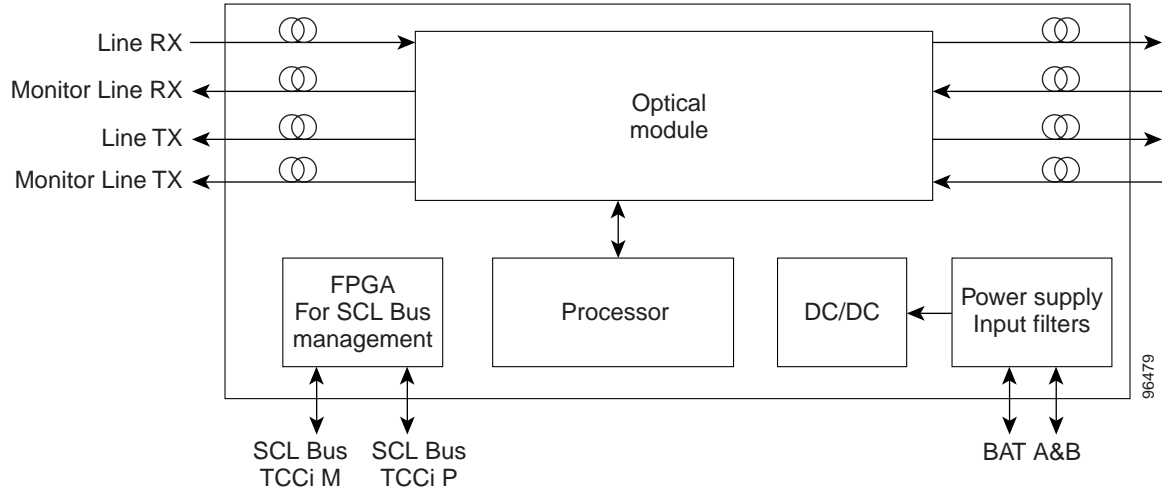 Line RX
Monitor Line RX
Line TX
Monitor Line TX
Optical
module
FPGA
For SCL Bus
management
Processor
DC/DC
Power supply
Input filters
SCL Bus
TCCi M
SCL Bus
TCCi P
BAT A&B
96479